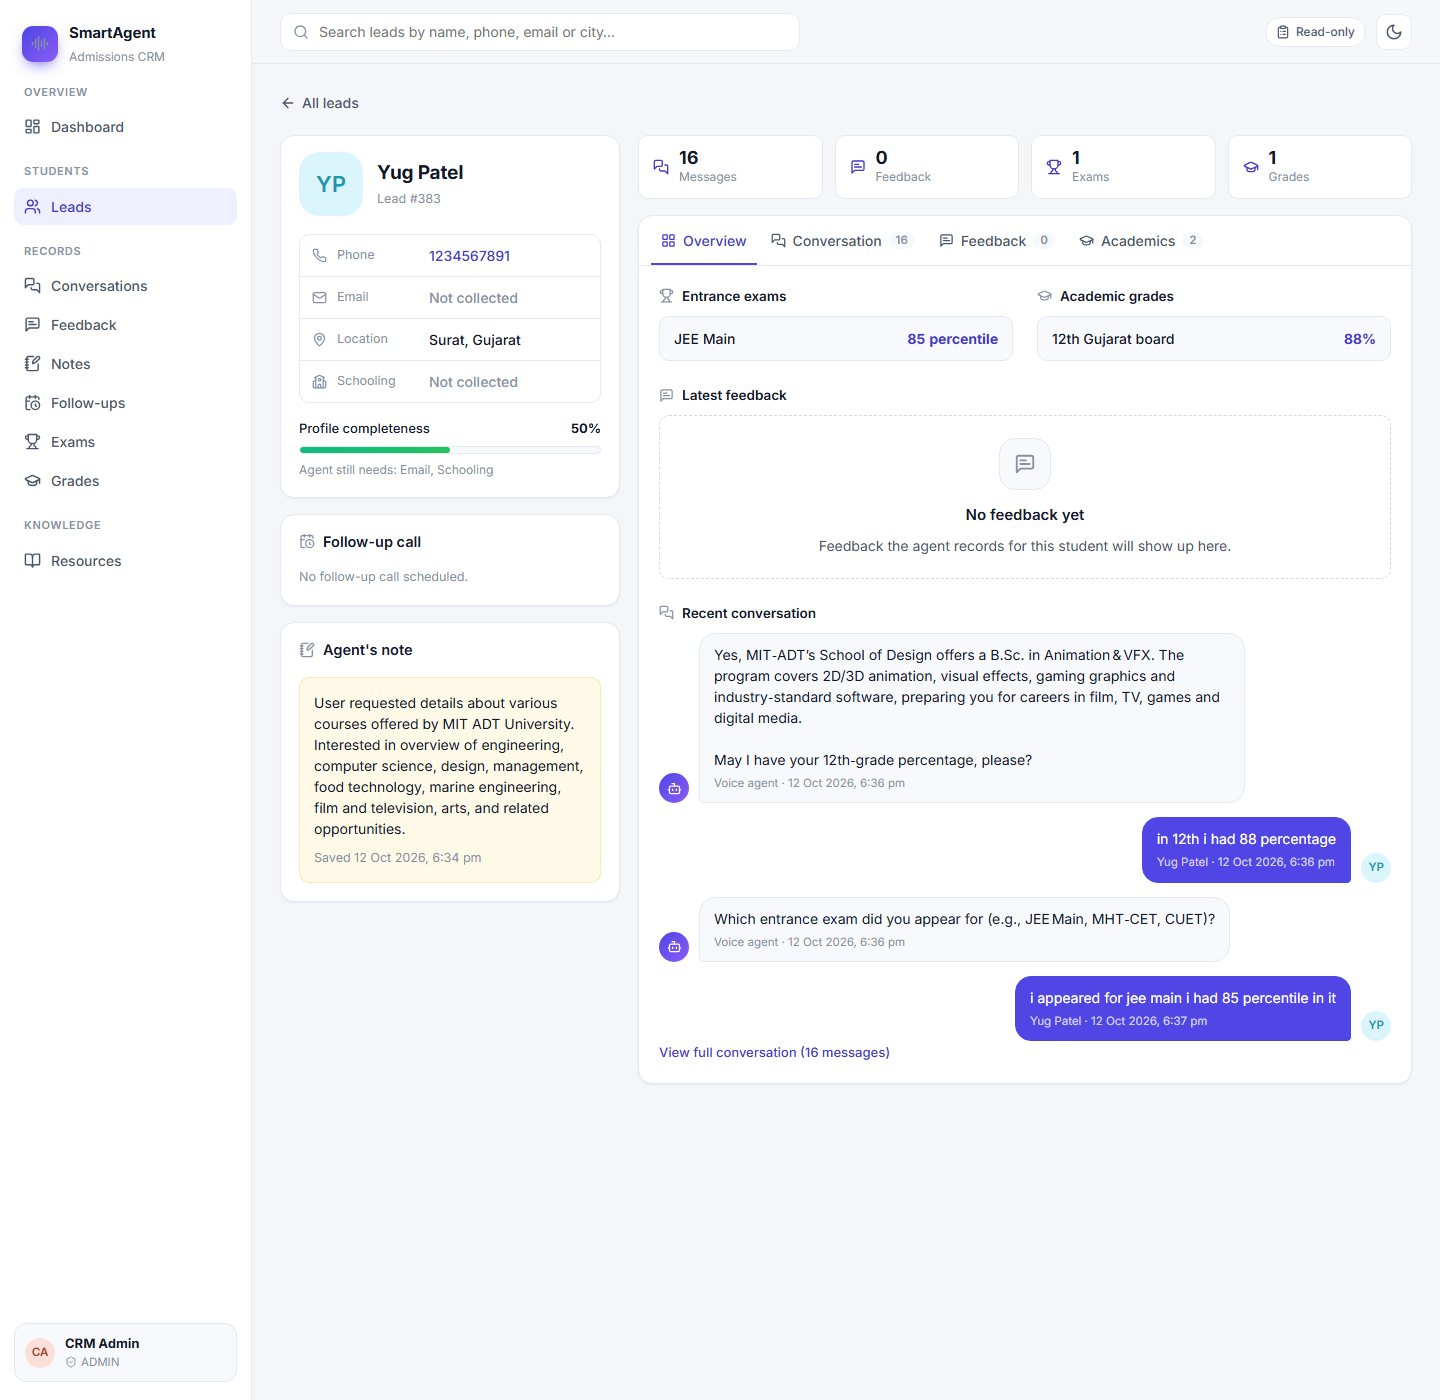 SmartAgent
Admissions CRM
OVERVIEW
Dashboard
STUDENTS
Leads
RECORDS
Conversations
Feedback
Notes
Follow-ups
Exams
Grades
KNOWLEDGE
Resources
CA
CRM Admin
ADMIN
Search leads by name, phone, email or city...
Read-only
All leads
YP
Yug Patel
Lead #383
Phone 1234567891
Email Not collected
Location Surat, Gujarat
Schooling Not collected
Profile completeness 50%
Agent still needs: Email, Schooling
Follow-up call
No follow-up call scheduled.
Agent's note
User requested details about various
courses offered by MIT ADT University.
Interested in overview of engineering,
computer science, design, management,
food technology, marine engineering,
film and television, arts, and related
opportunities.
Saved 12 Oct 2026, 6:34 pm
16
Messages
0
Feedback
1
Exams
1
Grades
Overview Conversation 16 Feedback 0 Academics 2
Entrance exams
JEE Main 85 percentile
Academic grades
12th Gujarat board 88%
Latest feedback
No feedback yet
Feedback the agent records for this student will show up here.
Recent conversation
Yes, MIT-ADT's School of Design offers a B.Sc. in Animation & VFX. The
program covers 2D/3D animation, visual effects, gaming graphics and
industry-standard software, preparing you for careers in film, TV, games and
digital media.
May I have your 12th-grade percentage, please?
Voice agent · 12 Oct 2026, 6:36 pm
in 12th i had 88 percentage
Yug Patel · 12 Oct 2026, 6:36 pm
YP
Which entrance exam did you appear for (e.g., JEE Main, MHT-CET, CUET)?
Voice agent · 12 Oct 2026, 6:36 pm
i appeared for jee main i had 85 percentile in it
Yug Patel · 12 Oct 2026, 6:37 pm
YP
View full conversation (16 messages)